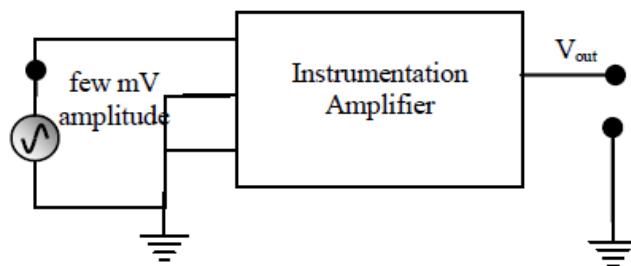 few mV
amplitude
Instrumentation
Amplifier
Vout